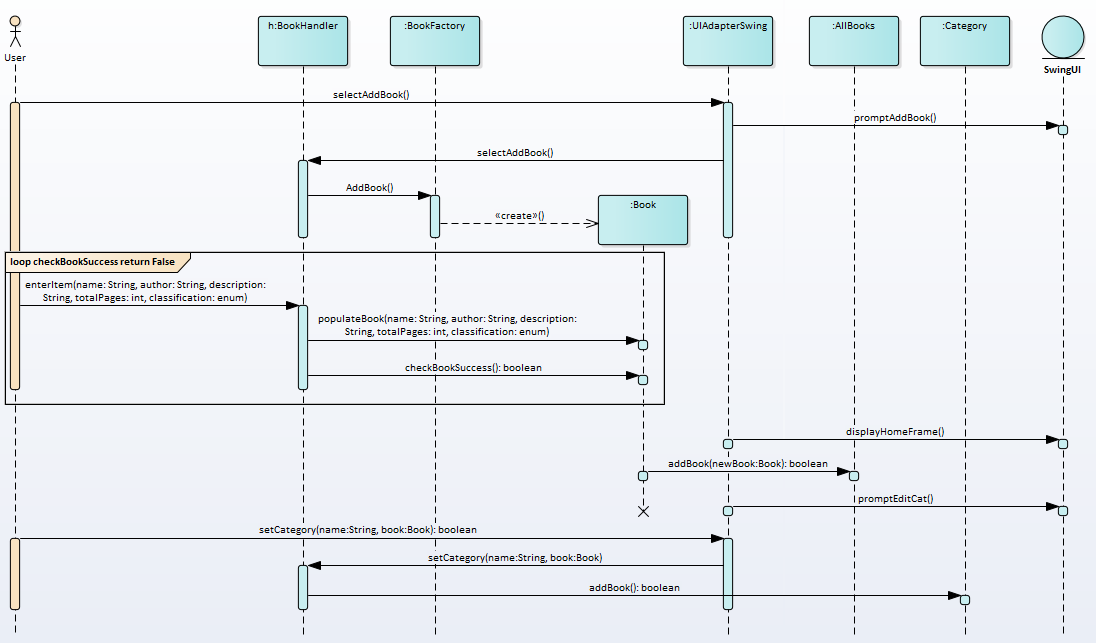 User
h:BookHandler
:BookFactory
:UIAdapterSwing
:AllBooks
:Category
SwingUI
selectAddBook()
promptAddBook()
selectAddBook()
AddBook()
:Book
«create»()
loop checkBookSuccess return False
enterItem(name: String, author: String, description:
String, totalPages: int, classification: enum)
populateBook(name: String, author: String, description:
String, totalPages: int, classification: enum)
checkBookSuccess(): boolean
displayHomeFrame()
addBook(newBook:Book): boolean
promptEditCat()
setCategory(name:String, book:Book): boolean
setCategory(name:String, book:Book)
addBook(): boolean